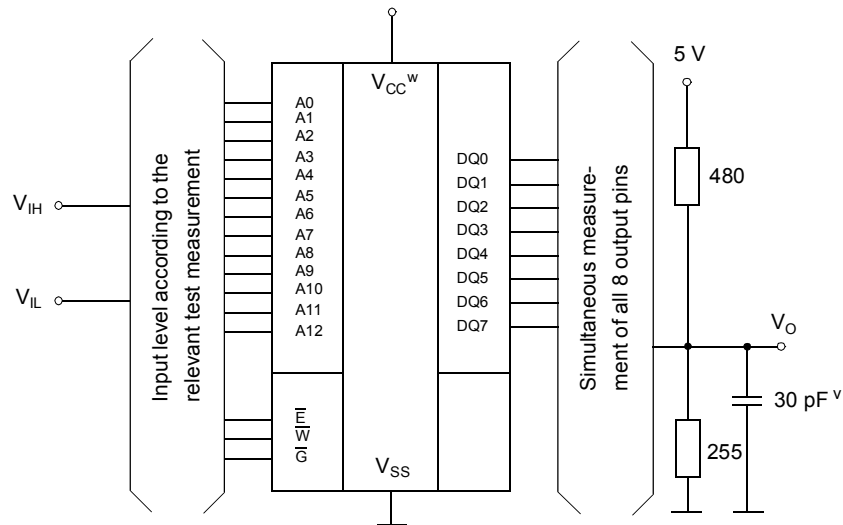 V_IH
V_IL
Input level according to the
relevant test measurement
A0
A1
A2
A3
A4
A5
A6
A7
A8
A9
A10
A11
A12
E̅
W̅
G̅
V_CC^w
V_SS
DQ0
DQ1
DQ2
DQ3
DQ4
DQ5
DQ6
DQ7
Simultaneous measure-
ment of all 8 output pins
5 V
480
V_O
30 pF^v
255